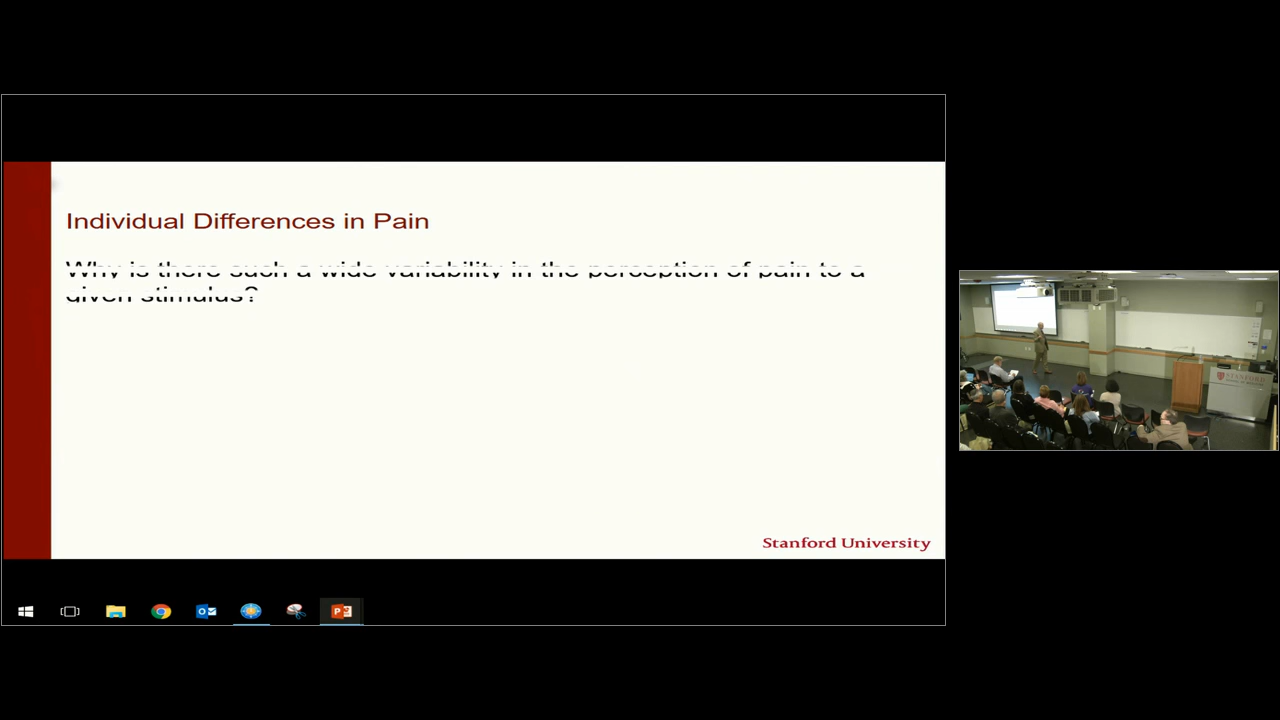 Individual Differences in Pain
Why is there such a wide variability in the perception of pain to a
given stimulus?
Stanford University
STANFORD